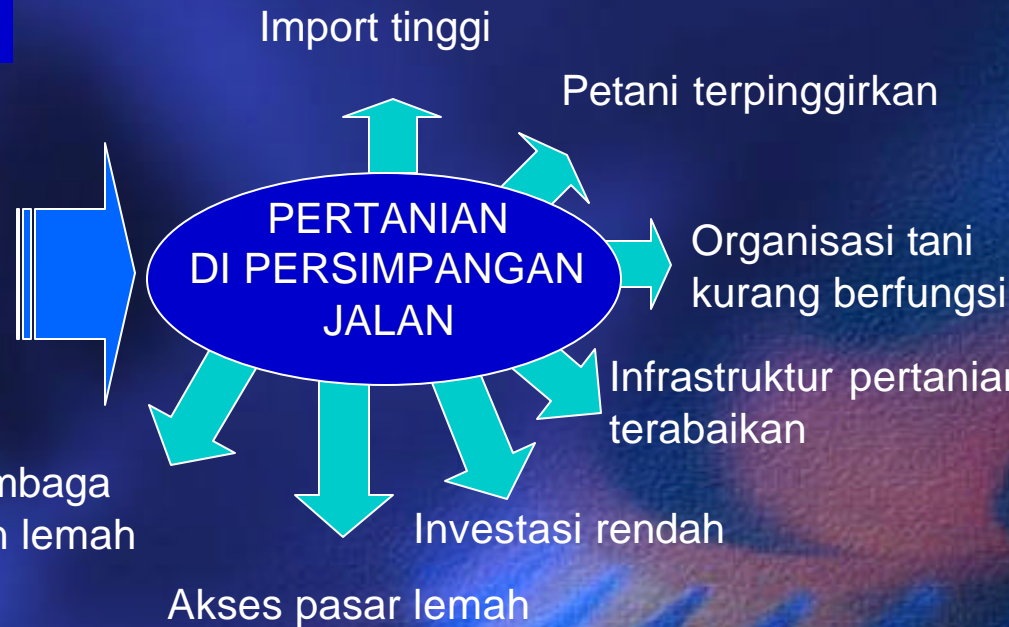 Import tinggi
Petani terpinggirkan
PERTANIAN
DI PERSIMPANGAN
JALAN
Organisasi tani
kurang berfungsi
Infrastruktur pertanian
terabaikan
lemah
Investasi rendah
Akses pasar lemah